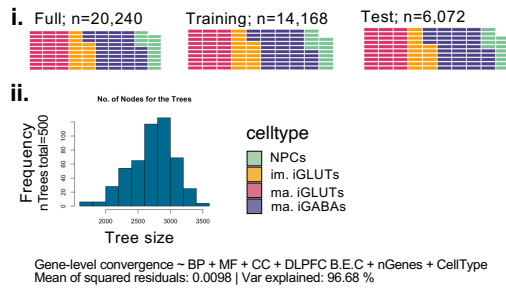 i.
Full; n=20,240
Training; n=14,168
Test; n=6,072
ii.
No. of Nodes for the Trees
Frequency
nTrees total=500
0 20 40 60 80 100
2000 2500 3000 3500
Tree size
celltype
NPCs
im. iGLUTs
ma. iGLUTs
ma. iGABAs
Gene-level convergence ~ BP + MF + CC + DLPFC B.E.C + nGenes + CellType
Mean of squared residuals: 0.0098 | Var explained: 96.68 %